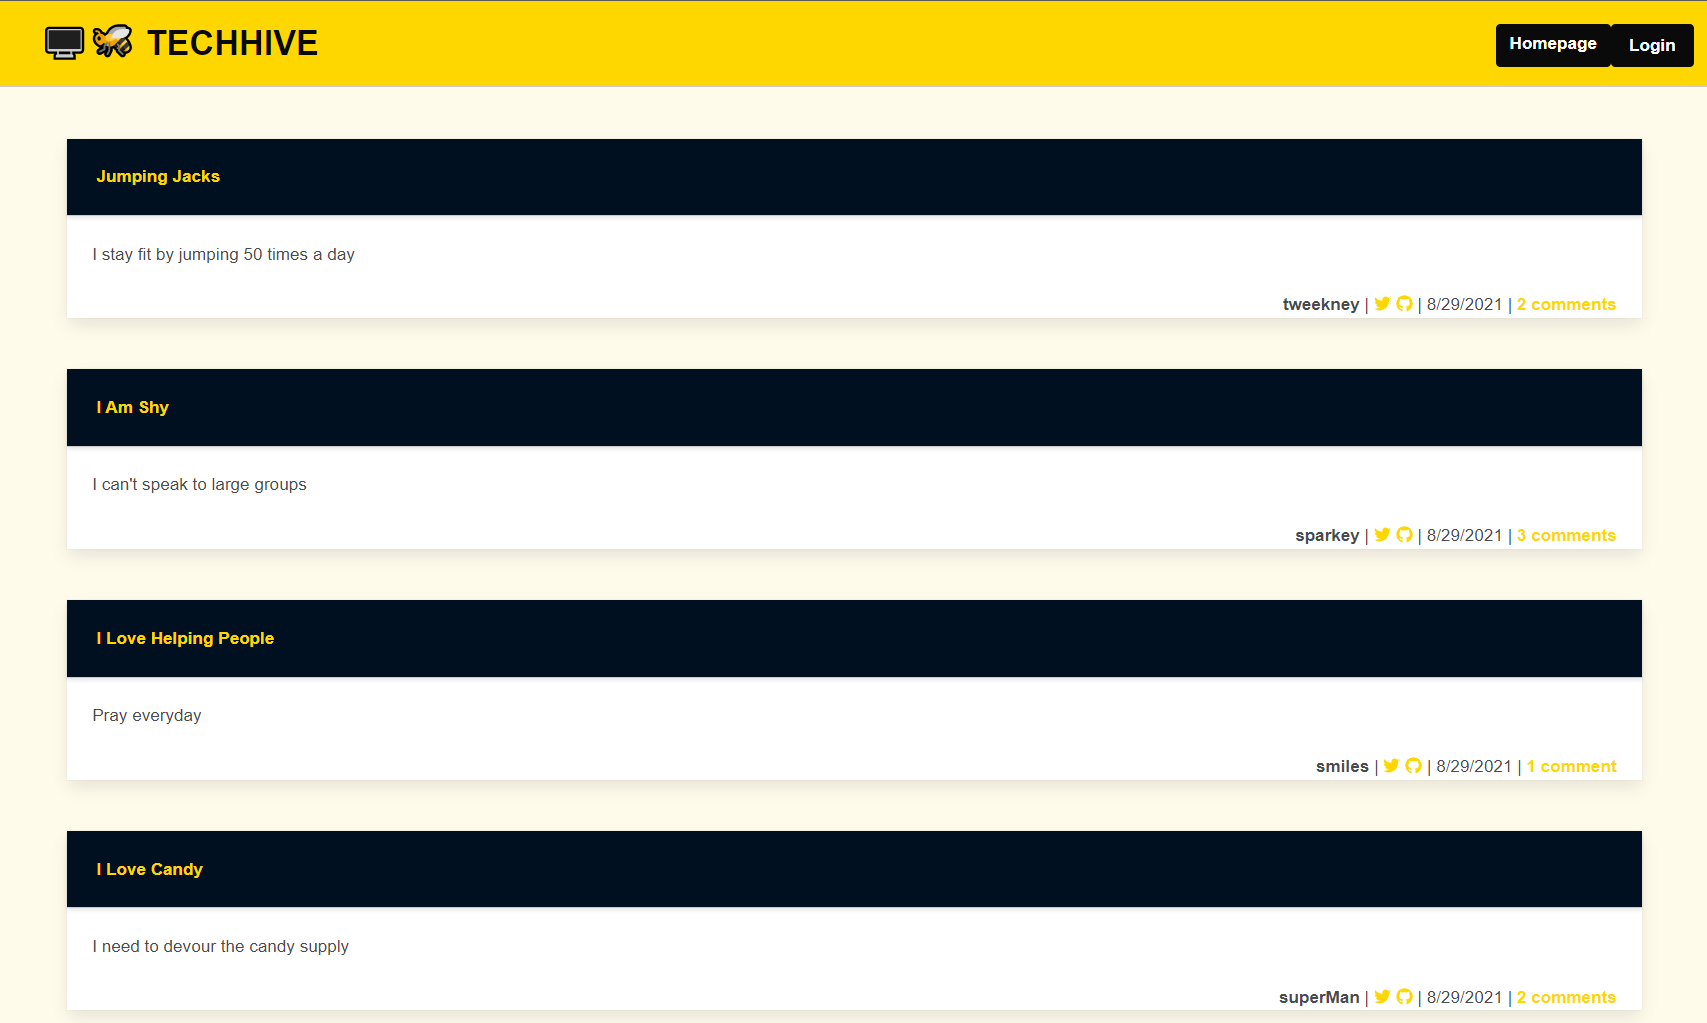 TECHHIVE
Homepage Login
Jumping Jacks
I stay fit by jumping 50 times a day
tweekney | | 8/29/2021 | 2 comments
I Am Shy
I can't speak to large groups
sparkey | | 8/29/2021 | 3 comments
I Love Helping People
Pray everyday
smiles | | 8/29/2021 | 1 comment
I Love Candy
I need to devour the candy supply
superMan | | 8/29/2021 | 2 comments